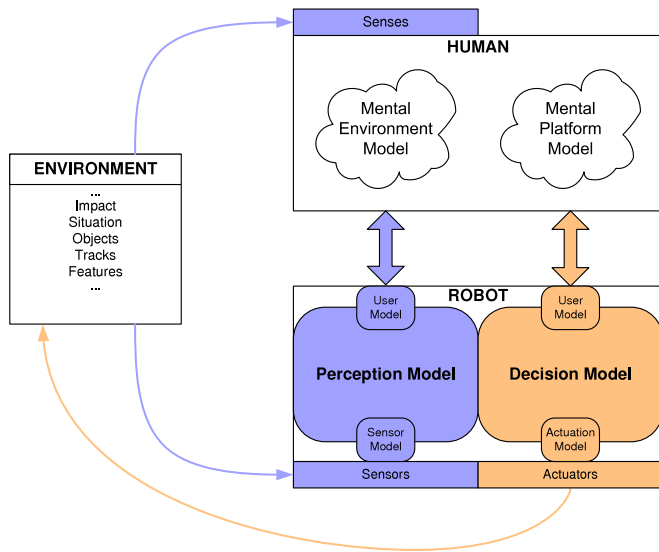 Senses
HUMAN
Mental
Environment
Model
Mental
Platform
Model
ENVIRONMENT
...
Impact
Situation
Objects
Tracks
Features
...
ROBOT
User
Model
User
Model
Perception Model
Decision Model
Sensor
Model
Actuation
Model
Sensors
Actuators